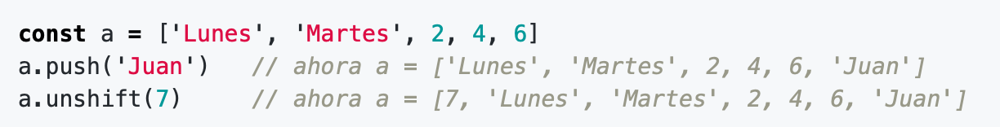 const a = ['Lunes', 'Martes', 2, 4, 6]
a.push('Juan')   // ahora a = ['Lunes', 'Martes', 2, 4, 6, 'Juan']
a.unshift(7)     // ahora a = [7, 'Lunes', 'Martes', 2, 4, 6, 'Juan']